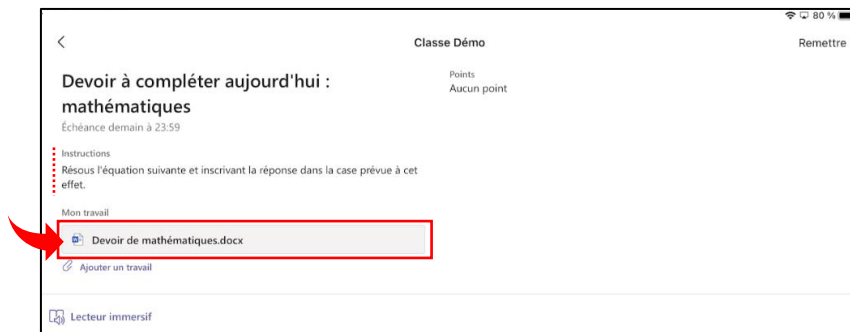 80 %
Classe Démo
Remettre
Devoir à compléter aujourd'hui :
mathématiques
Échéance demain à 23:59
Points
Aucun point
Instructions
Résous l'équation suivante et inscrivant la réponse dans la case prévue à cet
effet.
Mon travail
Devoir de mathématiques.docx
Ajouter un travail
Lecteur immersif